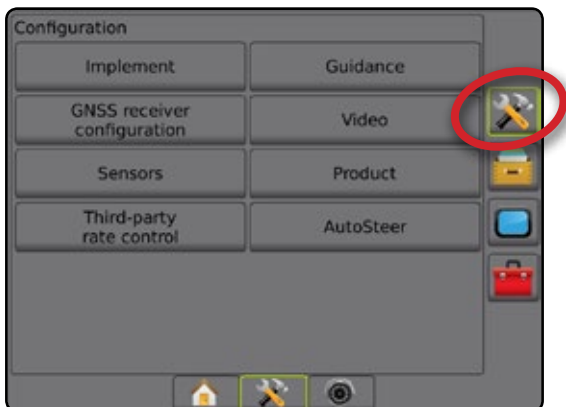 Configuration
Implement
Guidance
GNSS receiver
configuration
Video
Sensors
Product
Third-party
rate control
AutoSteer